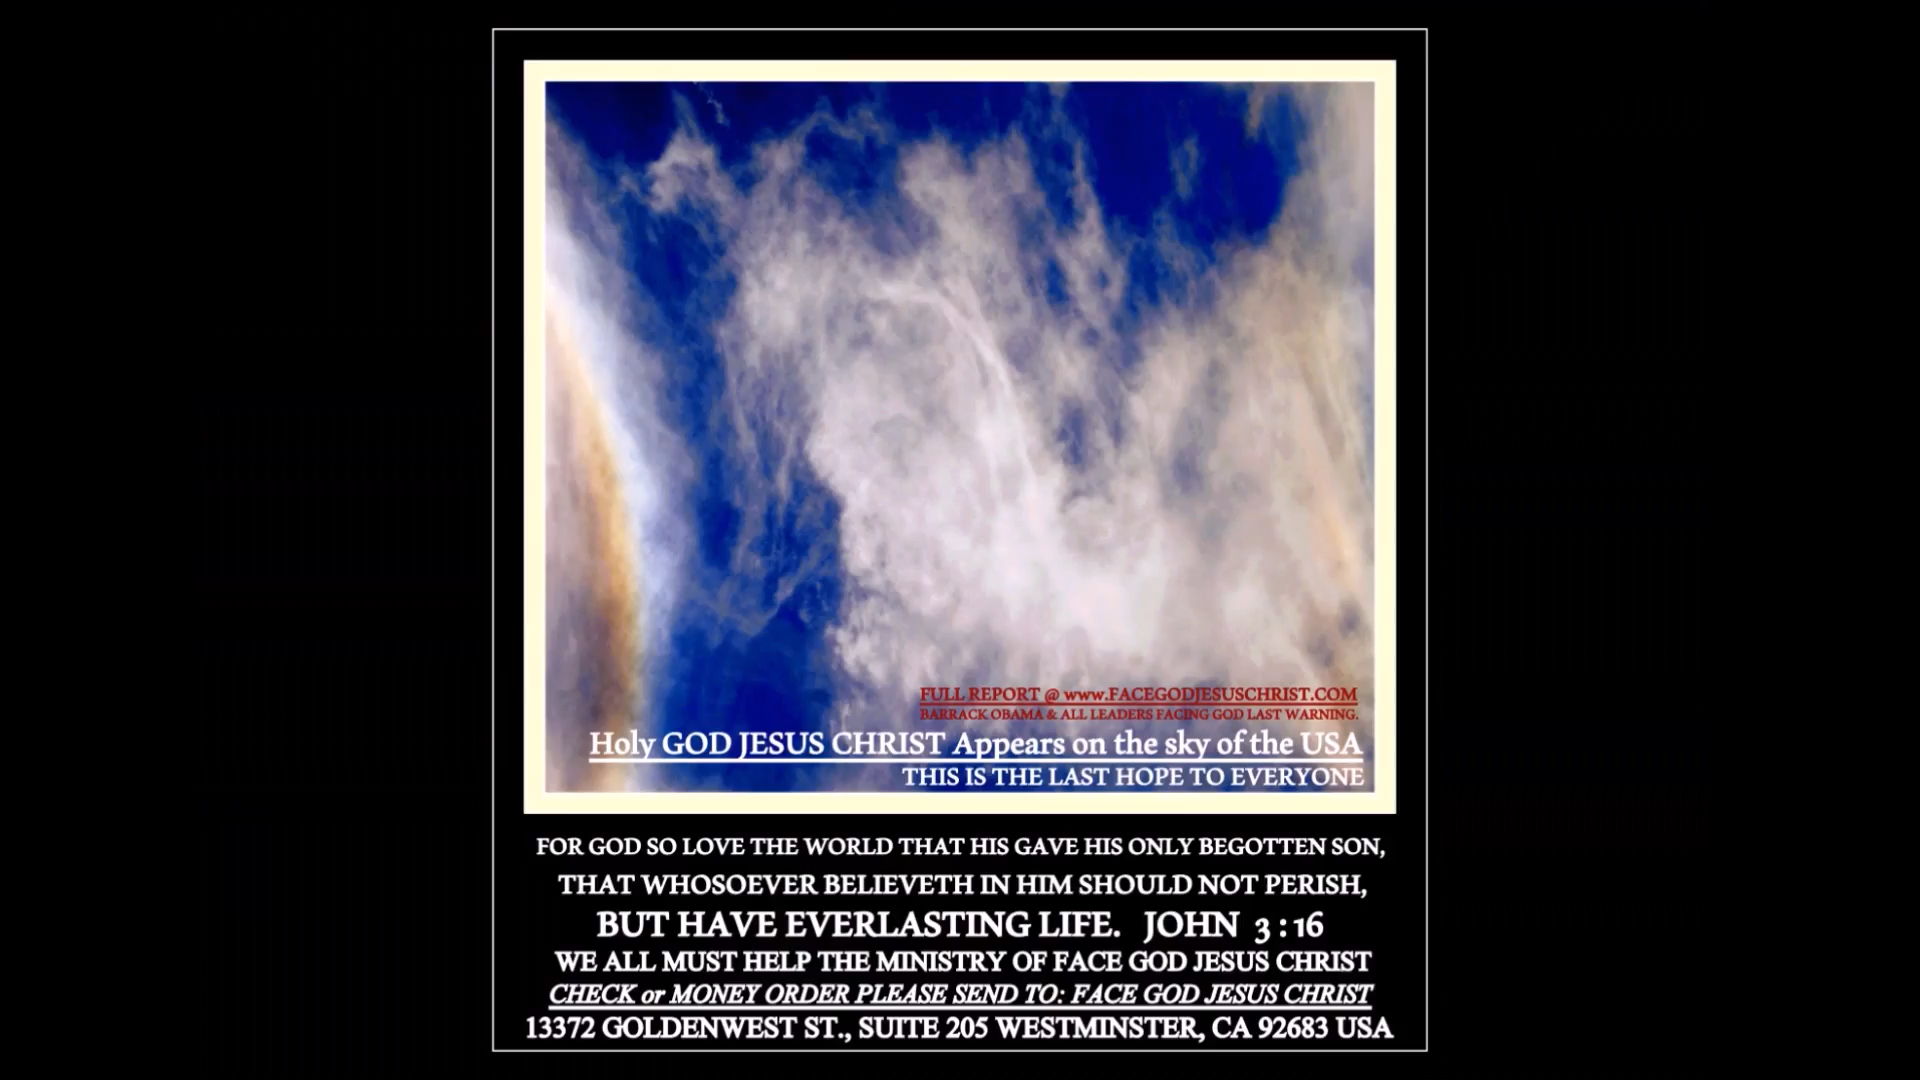 FULL REPORT @ www.FACEGODJESUSCHRIST.COM
BARRACK OBAMA & ALL LEADERS FACING GOD LAST WARNING.
Holy GOD JESUS CHRIST Appears on the sky of the USA
THIS IS THE LAST HOPE TO EVERYONE
FOR GOD SO LOVE THE WORLD THAT HIS GAVE HIS ONLY BEGOTTEN SON,
THAT WHOSOEVER BELIEVETH IN HIM SHOULD NOT PERISH,
BUT HAVE EVERLASTING LIFE. JOHN 3 : 16
WE ALL MUST HELP THE MINISTRY OF FACE GOD JESUS CHRIST
CHECK or MONEY ORDER PLEASE SEND TO: FACE GOD JESUS CHRIST
13372 GOLDENWEST ST., SUITE 205 WESTMINSTER, CA 92683 USA